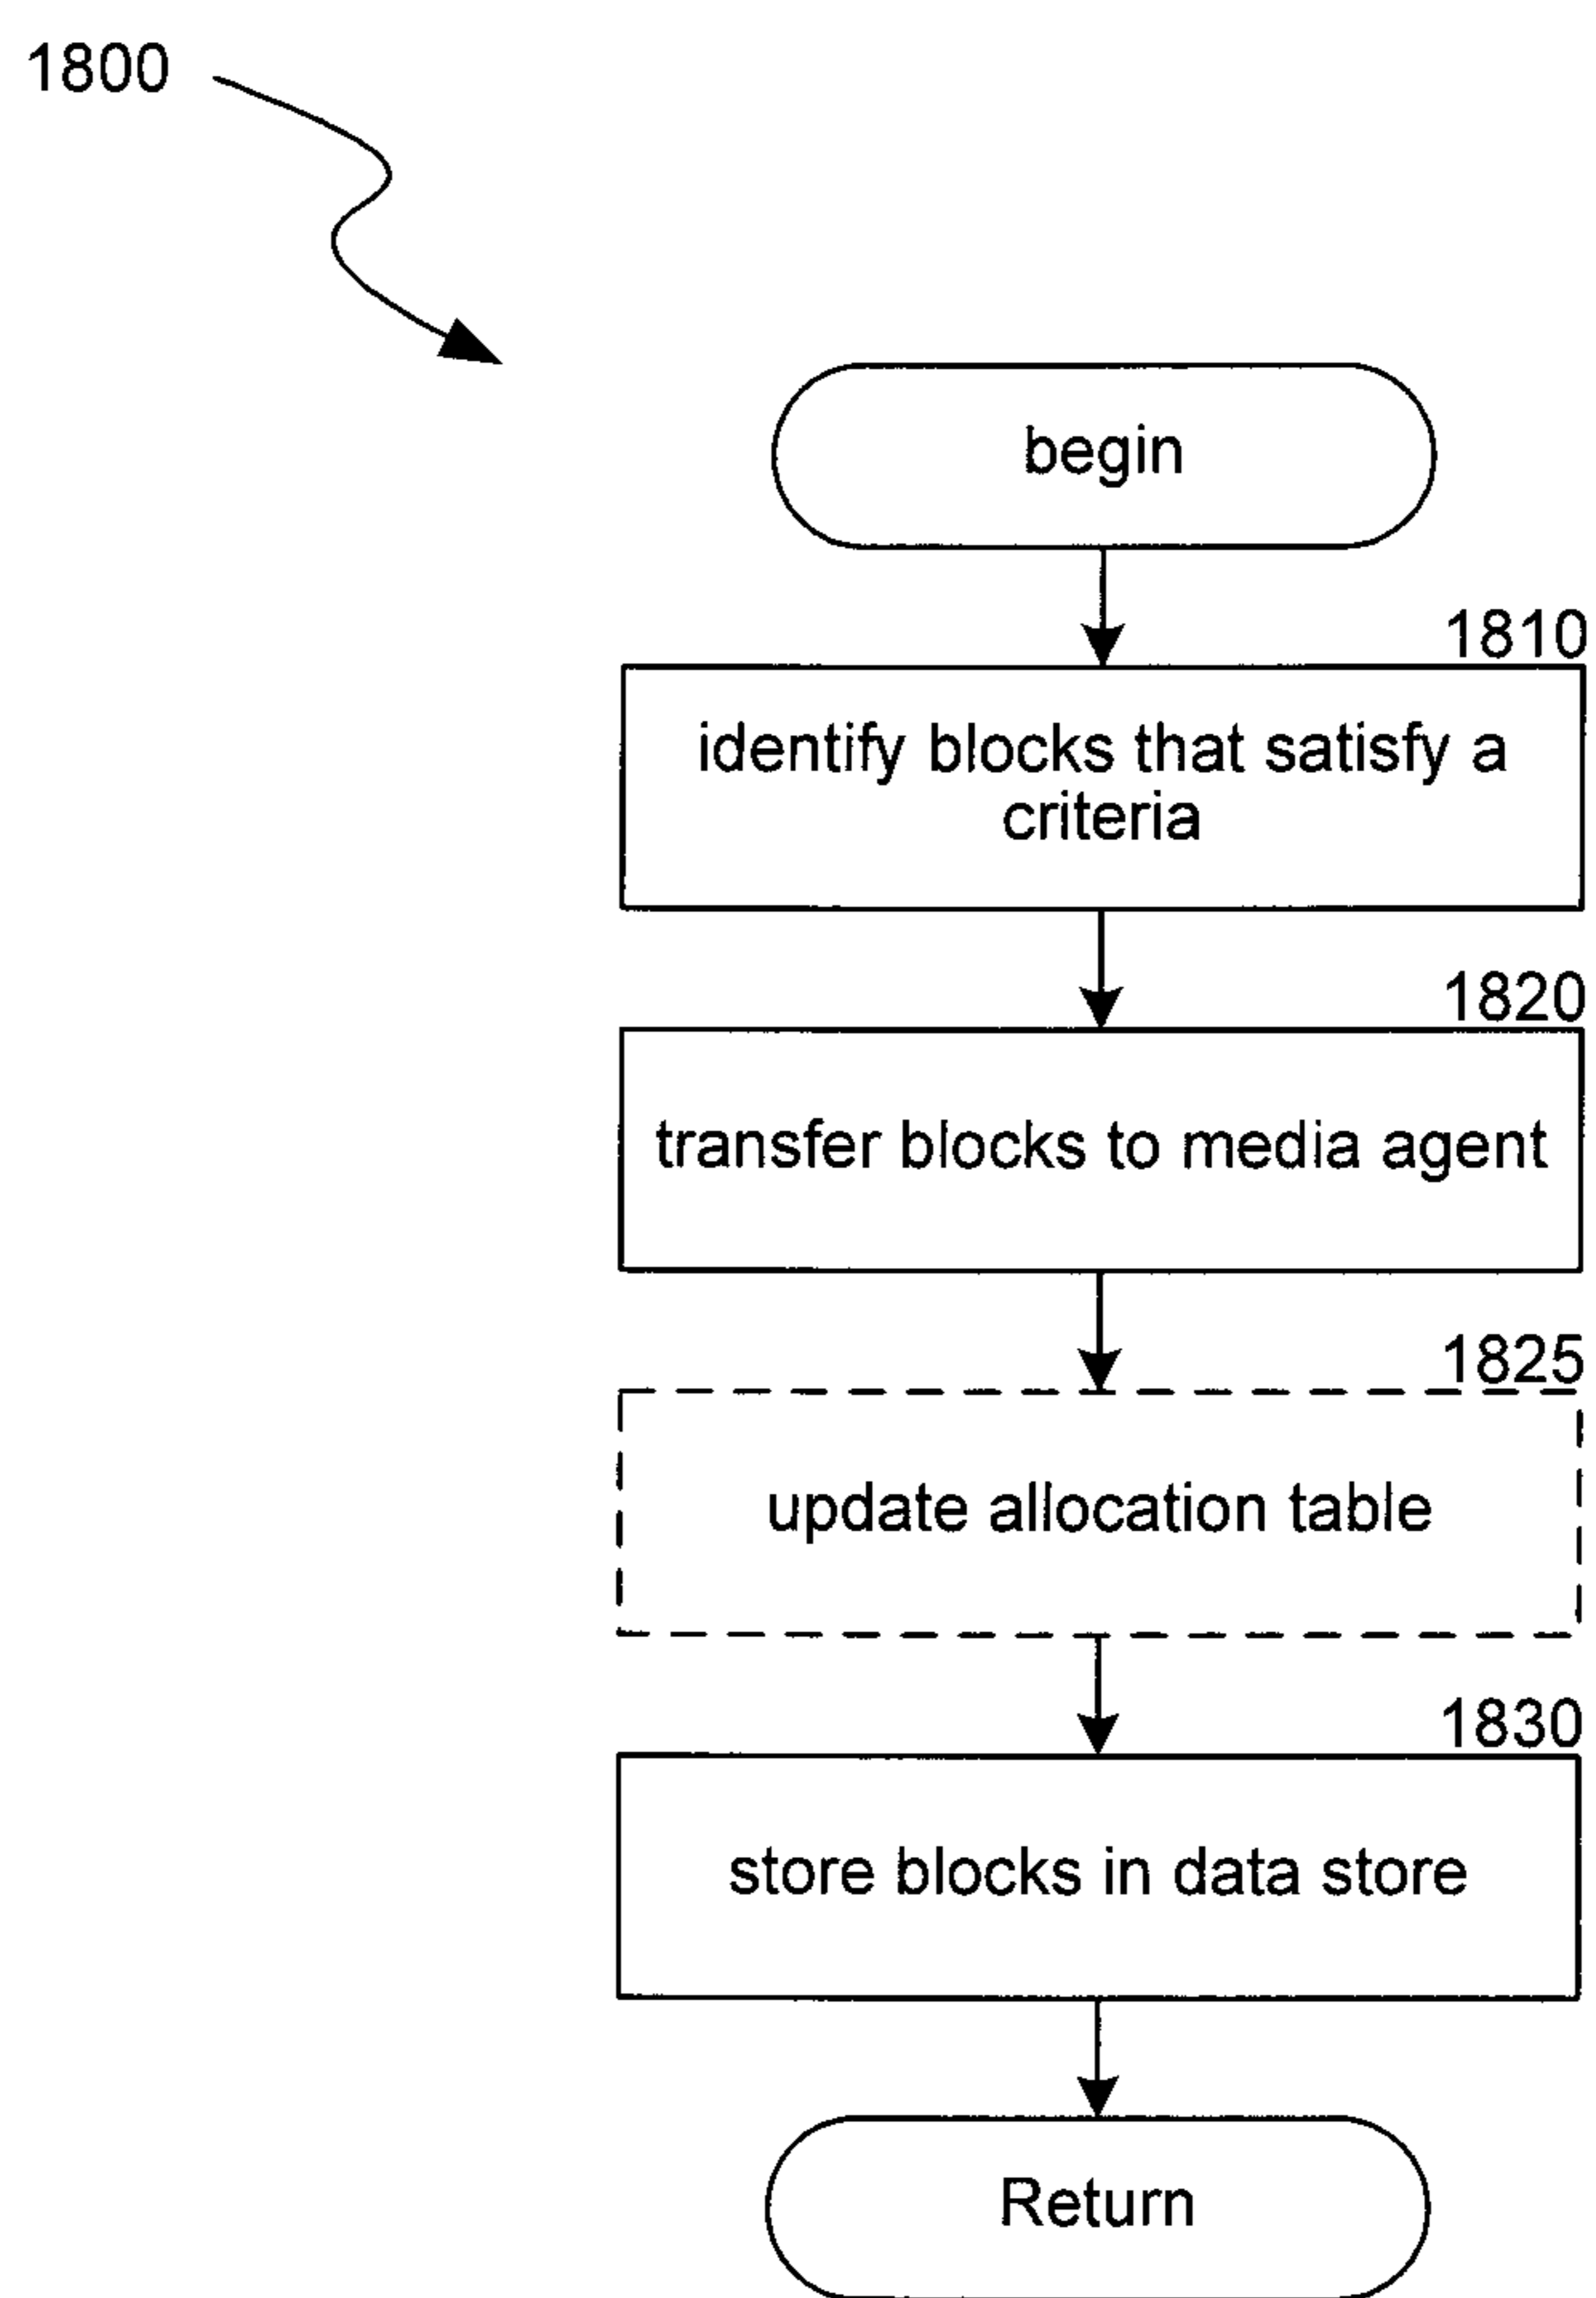 1800
begin
1810
identify blocks that satisfy a
criteria
1820
transfer blocks to media agent
1825
update allocation table
1830
store blocks in data store
Return